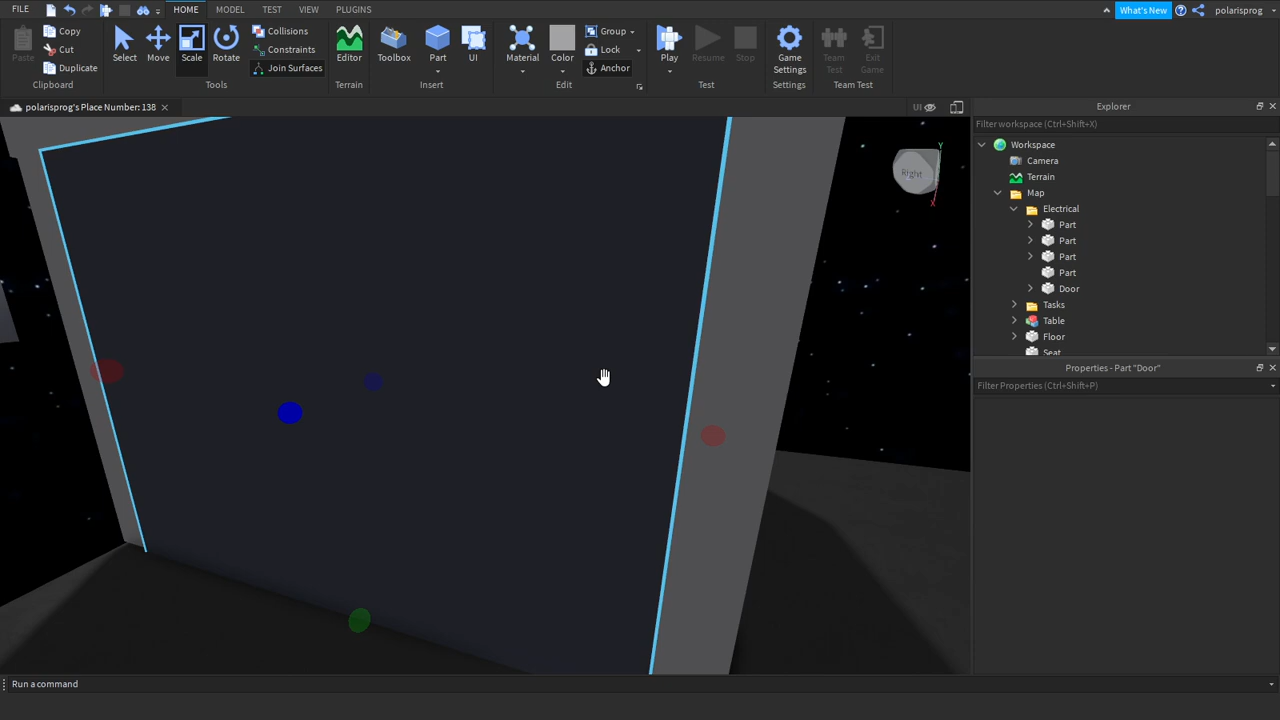 FILE HOME MODEL TEST VIEW PLUGINS What's New polarisprog
Paste Copy Cut Duplicate Select Move Scale Rotate Collisions Constraints Join Surfaces Editor Toolbox Part UI Material Color Group Lock Anchor Play Resume Stop Game Settings Team Test Exit Game
Clipboard Tools Terrain Insert Edit Test Settings Team Test
polarisprog's Place Number: 138 UI Explorer
Filter workspace (Ctrl+Shift+X)
Workspace
Camera
Terrain
Map
Electrical
Part
Part
Part
Part
Door
Tasks
Table
Floor
Seat
Right
Y
X
Properties - Part "Door"
Filter Properties (Ctrl+Shift+P)
Run a command